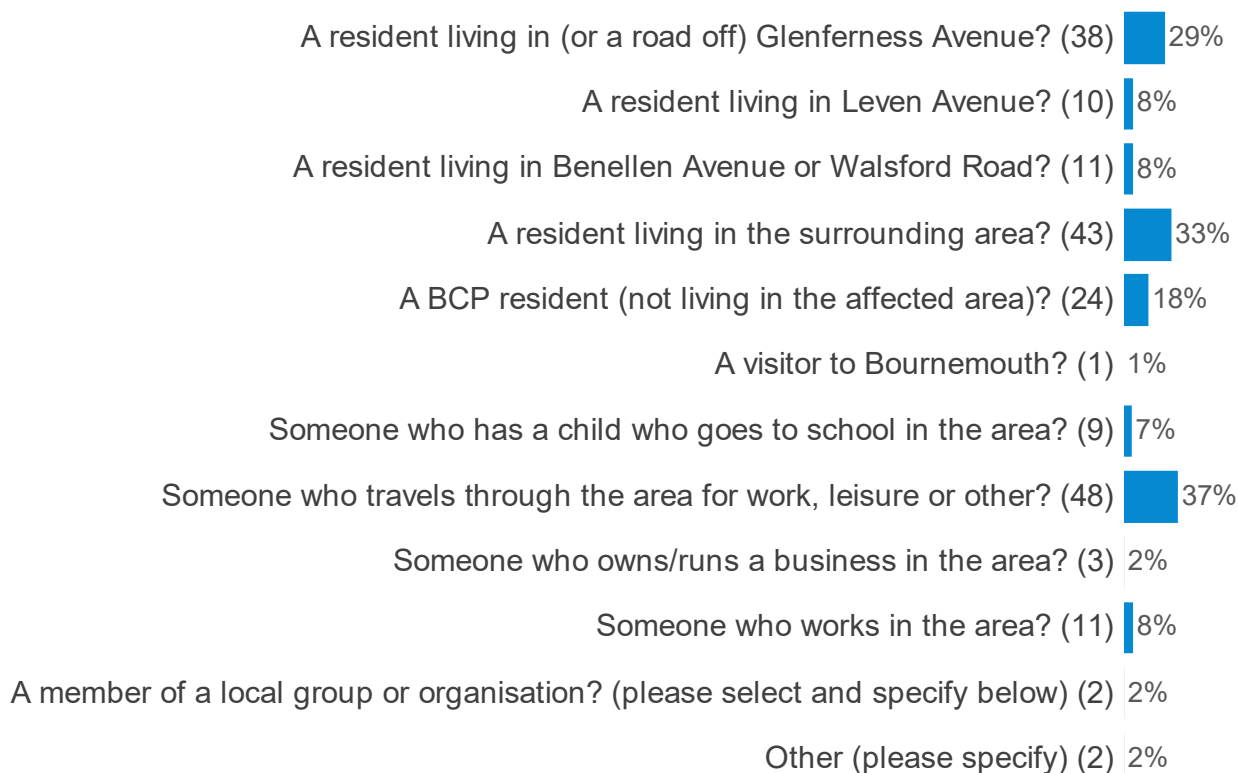 A resident living in (or a road off) Glenferness Avenue? (38) 29%
A resident living in Leven Avenue? (10) 8%
A resident living in Benellen Avenue or Walsford Road? (11) 8%
A resident living in the surrounding area? (43) 33%
A BCP resident (not living in the affected area)? (24) 18%
A visitor to Bournemouth? (1) 1%
Someone who has a child who goes to school in the area? (9) 7%
Someone who travels through the area for work, leisure or other? (48) 37%
Someone who owns/runs a business in the area? (3) 2%
Someone who works in the area? (11) 8%
A member of a local group or organisation? (please select and specify below) (2) 2%
Other (please specify) (2) 2%